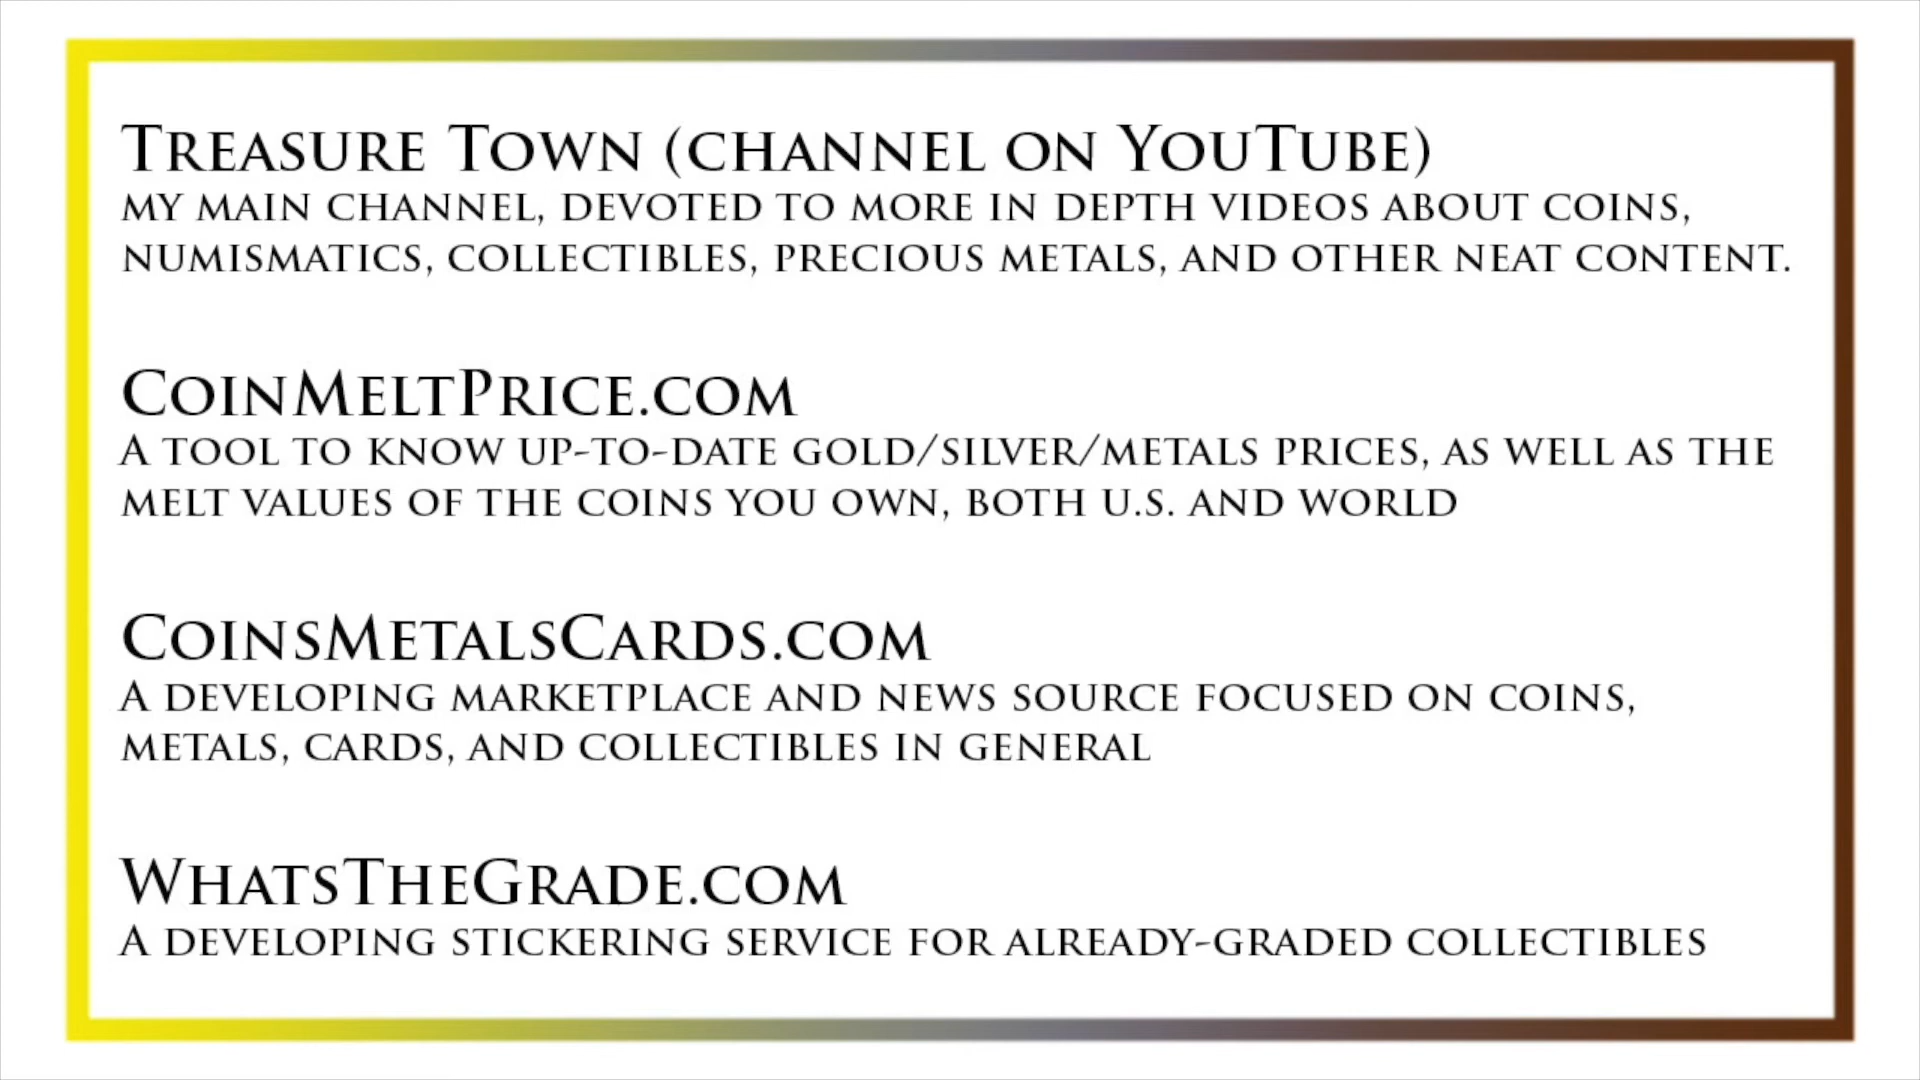 Treasure Town (channel on YouTube)
my main channel, devoted to more in depth videos about coins,
numismatics, collectibles, precious metals, and other neat content.
CoinMeltPrice.com
A tool to know up-to-date gold/silver/metals prices, as well as the
melt values of the coins you own, both U.S. and world
CoinsMetalsCards.com
A developing marketplace and news source focused on coins,
metals, cards, and collectibles in general
WhatsTheGrade.com
A developing stickering service for already-graded collectibles